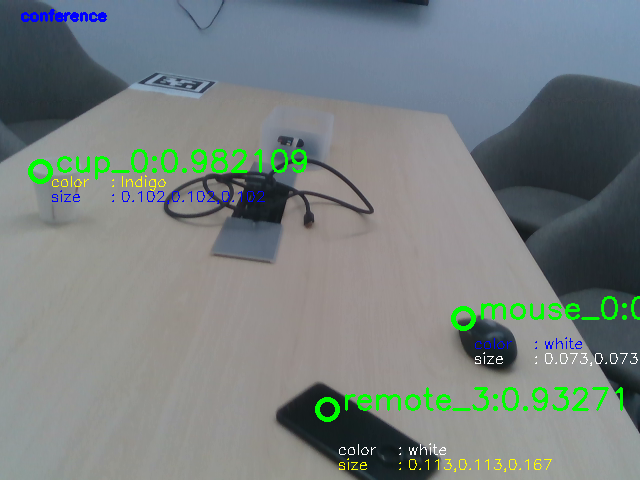 conference
cup_0:0.982109
color : Indigo
size : 0.102,0.102,0.1
mouse_0:0
color : white
size : 0.073,0.073
remote_3:0.93271
color : white
size : 0.113,0.113,0.167